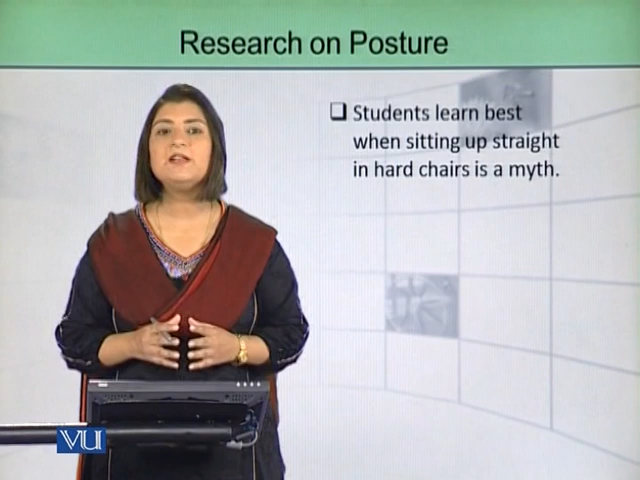 Research on Posture
❑ Students learn best
when sitting up straight
in hard chairs is a myth.
VU